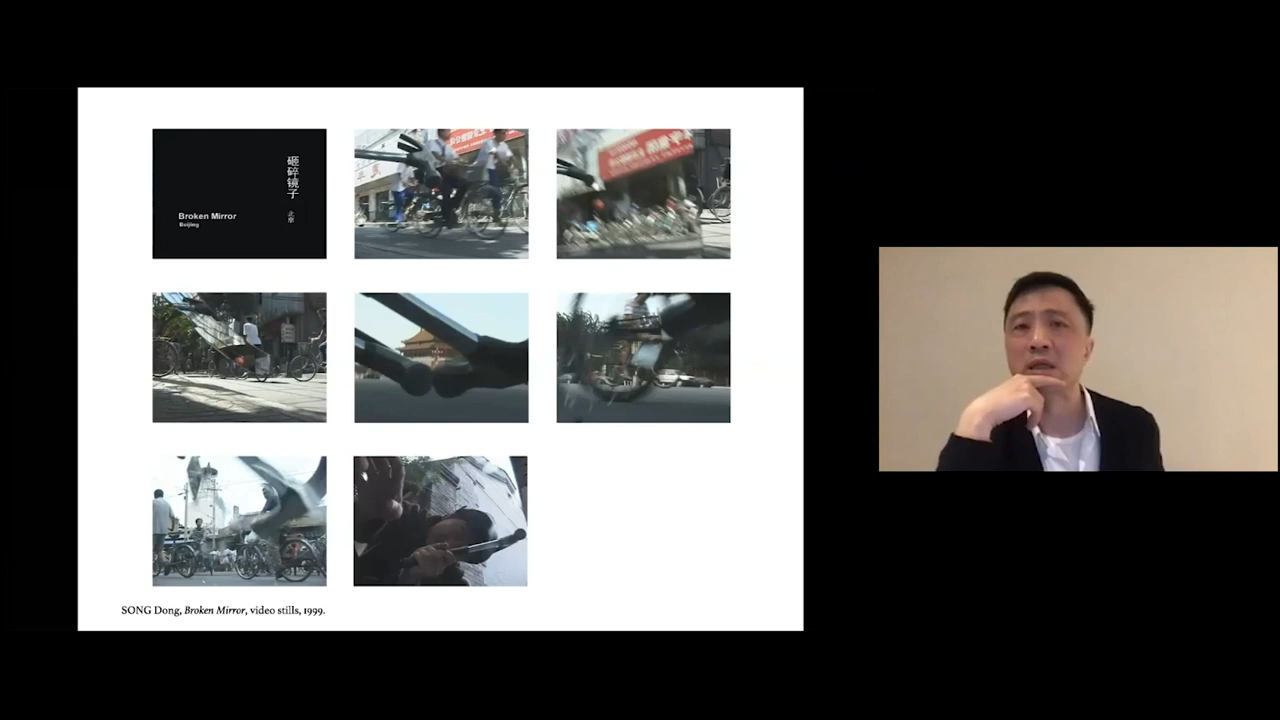 砸碎镜子
北京
Broken Mirror
Beijing
SONG Dong, Broken Mirror, video stills, 1999.